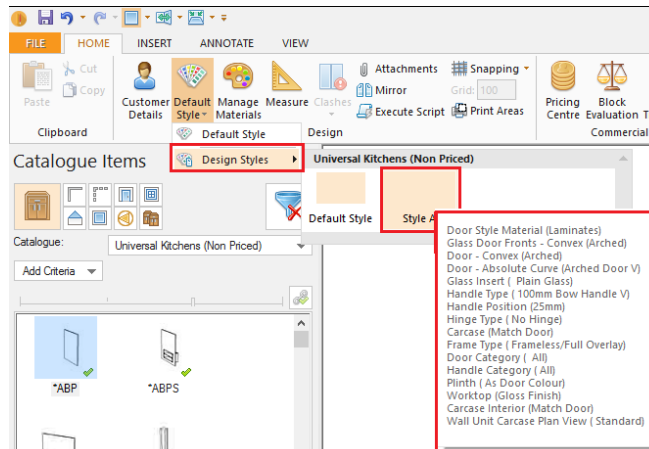 FILE HOME INSERT ANNOTATE VIEW
Paste
Cut
Copy
Clipboard
Customer Details
Default Style
Manage Materials
Measure
Clashes
Attachments
Mirror
Execute Script
Snapping
Grid: 100
Print Areas
Design
Pricing Centre
Block Evaluation
T
Commercial
Default Style
Design Styles
Universal Kitchens (Non Priced)
Default Style
Style A
Catalogue Items
Catalogue: Universal Kitchens (Non Priced)
Add Criteria
*ABP
*ABPS
Door Style Material (Laminates)
Glass Door Fronts - Convex (Arched)
Door - Convex (Arched)
Door - Absolute Curve (Arched Door V)
Glass Insert ( Plain Glass)
Handle Type ( 100mm Bow Handle V)
Handle Position (25mm)
Hinge Type ( No Hinge)
Carcase (Match Door)
Frame Type ( Frameless/Full Overlay)
Door Category ( All)
Handle Category ( All)
Plinth ( As Door Colour)
Worktop (Gloss Finish)
Carcase Interior (Match Door)
Wall Unit Carcase Plan View ( Standard)